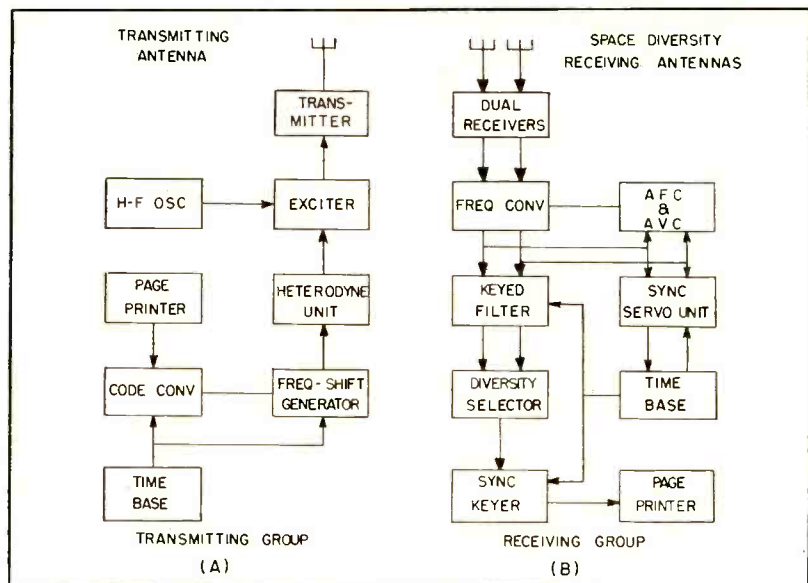 TRANSMITTING
ANTENNA
TRANS-
MITTER
H-F OSC
EXCITER
PAGE
PRINTER
HETERODYNE
UNIT
CODE CONV
FREQ-SHIFT
GENERATOR
TIME
BASE
TRANSMITTING GROUP
(A)
SPACE DIVERSITY
RECEIVING ANTENNAS
DUAL
RECEIVERS
FREQ CONV
A F C
&
A V C
KEYED
FILTER
SYNC
SERVO UNIT
DIVERSITY
SELECTOR
TIME
BASE
SYNC
KEYER
PAGE
PRINTER
RECEIVING GROUP
(B)